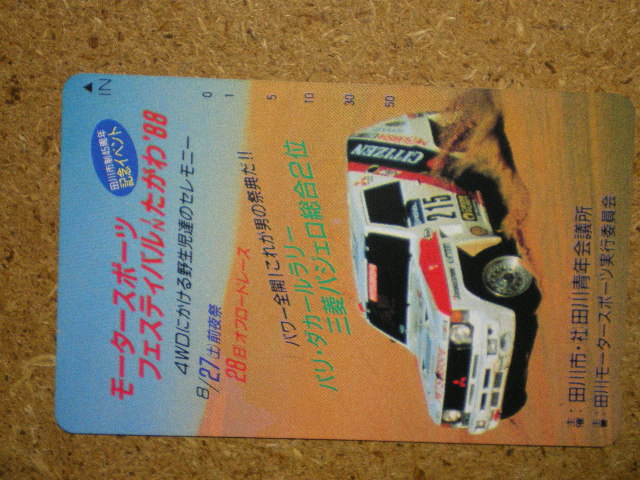 田川市制45周年
記念イベント
モータースポーツ
フェスティバルinたがわ'88
4WDにかける野生児達のセレモニー
8/27(土)前夜祭
28日オフロードレース
パワー全開！これが男の祭典だ!!
パリ・ダカールラリー
三菱パジェロ総合2位
主催：田川市・社田川青年会議所
主管：田川モータースポーツ実行委員会
IN
0 1 5 10 30 50
CITIZEN
215